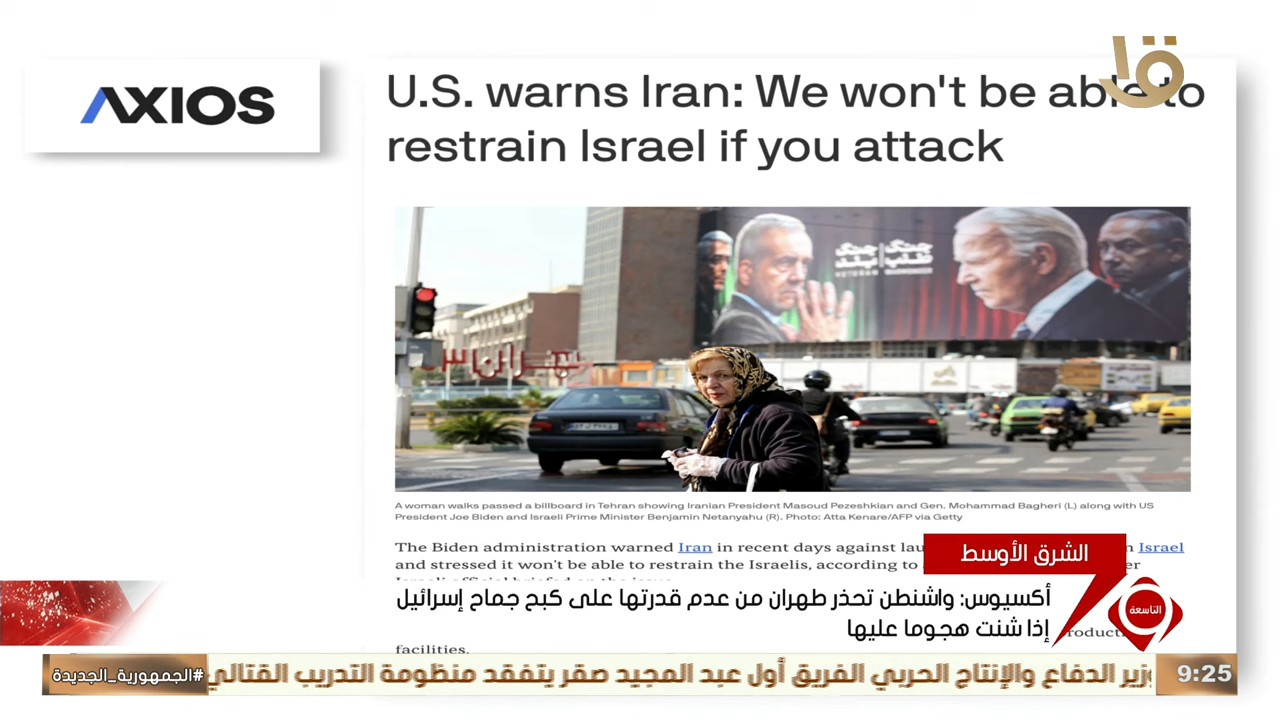 AXIOS
U.S. warns Iran: We won't be able to
restrain Israel if you attack
A woman walks passed a billboard in Tehran showing Iranian President Masoud Pezeshkian and Gen. Mohammad Bagheri (L) along with US
President Joe Biden and Israeli Prime Minister Benjamin Netanyahu (R). Photo: Atta Kenare/AFP via Getty
The Biden administration warned Iran in recent days against Israel
and stressed it won't be able to restrain the Israelis, according to
facilities.
الشرق الأوسط
أكسيوس: واشنطن تحذر طهران من عدم قدرتها على كبح جماح إسرائيل
إذا شنت هجوما عليها
التاسعة
#الجمهورية_الجديدة
وزير الدفاع والإنتاج الحربي الفريق أول عبد المجيد صقر يتفقد منظومة التدريب القتالي
9:25